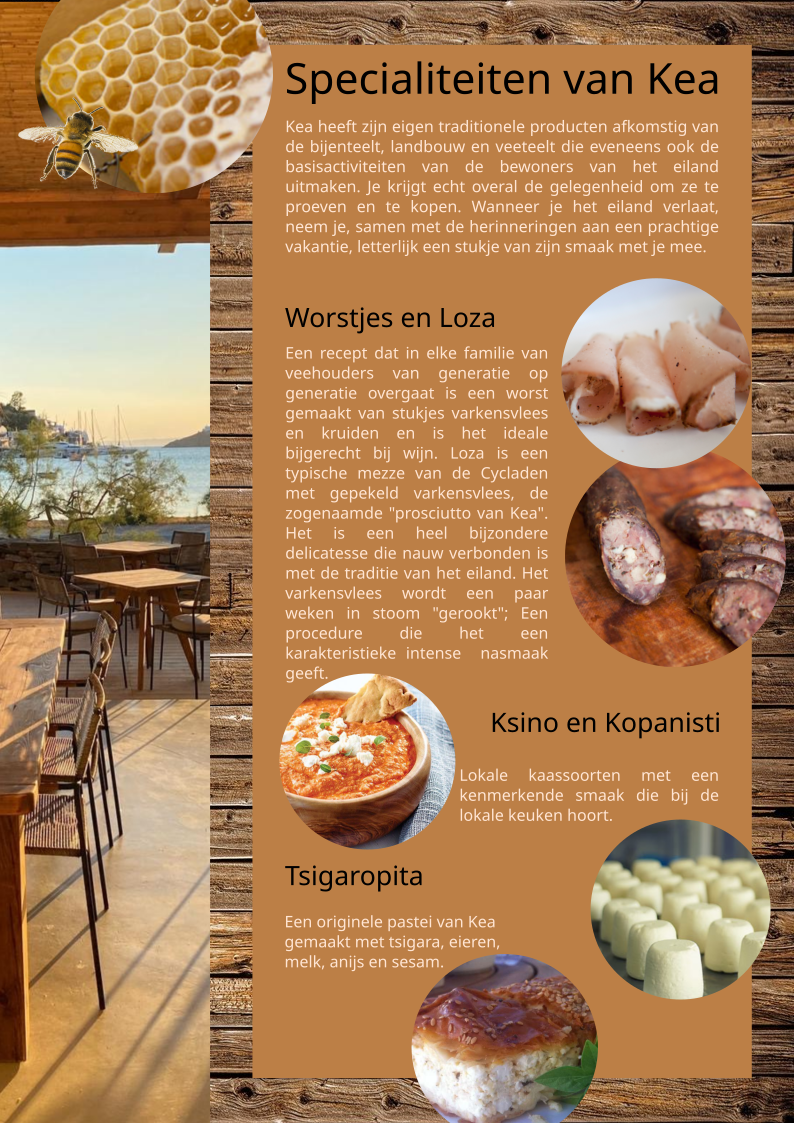 Specialiteiten van Kea
Kea heeft zijn eigen traditionele producten afkomstig van
de bijenteelt, landbouw en veeteelt die eveneens ook de
basisactiviteiten van de bewoners van het eiland
uitmaken. Je krijgt echt overal de gelegenheid om ze te
proeven en te kopen. Wanneer je het eiland verlaat,
neem je, samen met de herinneringen aan een prachtige
vakantie, letterlijk een stukje van zijn smaak met je mee.
Worstjes en Loza
Een recept dat in elke familie van
veehouders van generatie op
generatie overgaat is een worst
gemaakt van stukjes varkensvlees
en kruiden en is het ideale
bijgerecht bij wijn. Loza is een
typische mezze van de Cycladen
met gepekeld varkensvlees, de
zogenaamde "prosciutto van Kea".
Het is een heel bijzondere
delicatesse die nauw verbonden is
met de traditie van het eiland. Het
varkensvlees wordt een paar
weken in stoom "gerookt"; Een
procedure die het een
karakteristieke intense nasmaak
geeft.
Ksino en Kopanisti
Lokale kaassoorten met een
kenmerkende smaak die bij de
lokale keuken hoort.
Tsigaropita
Een originele pastei van Kea
gemaakt met tsigara, eieren,
melk, anijs en sesam.